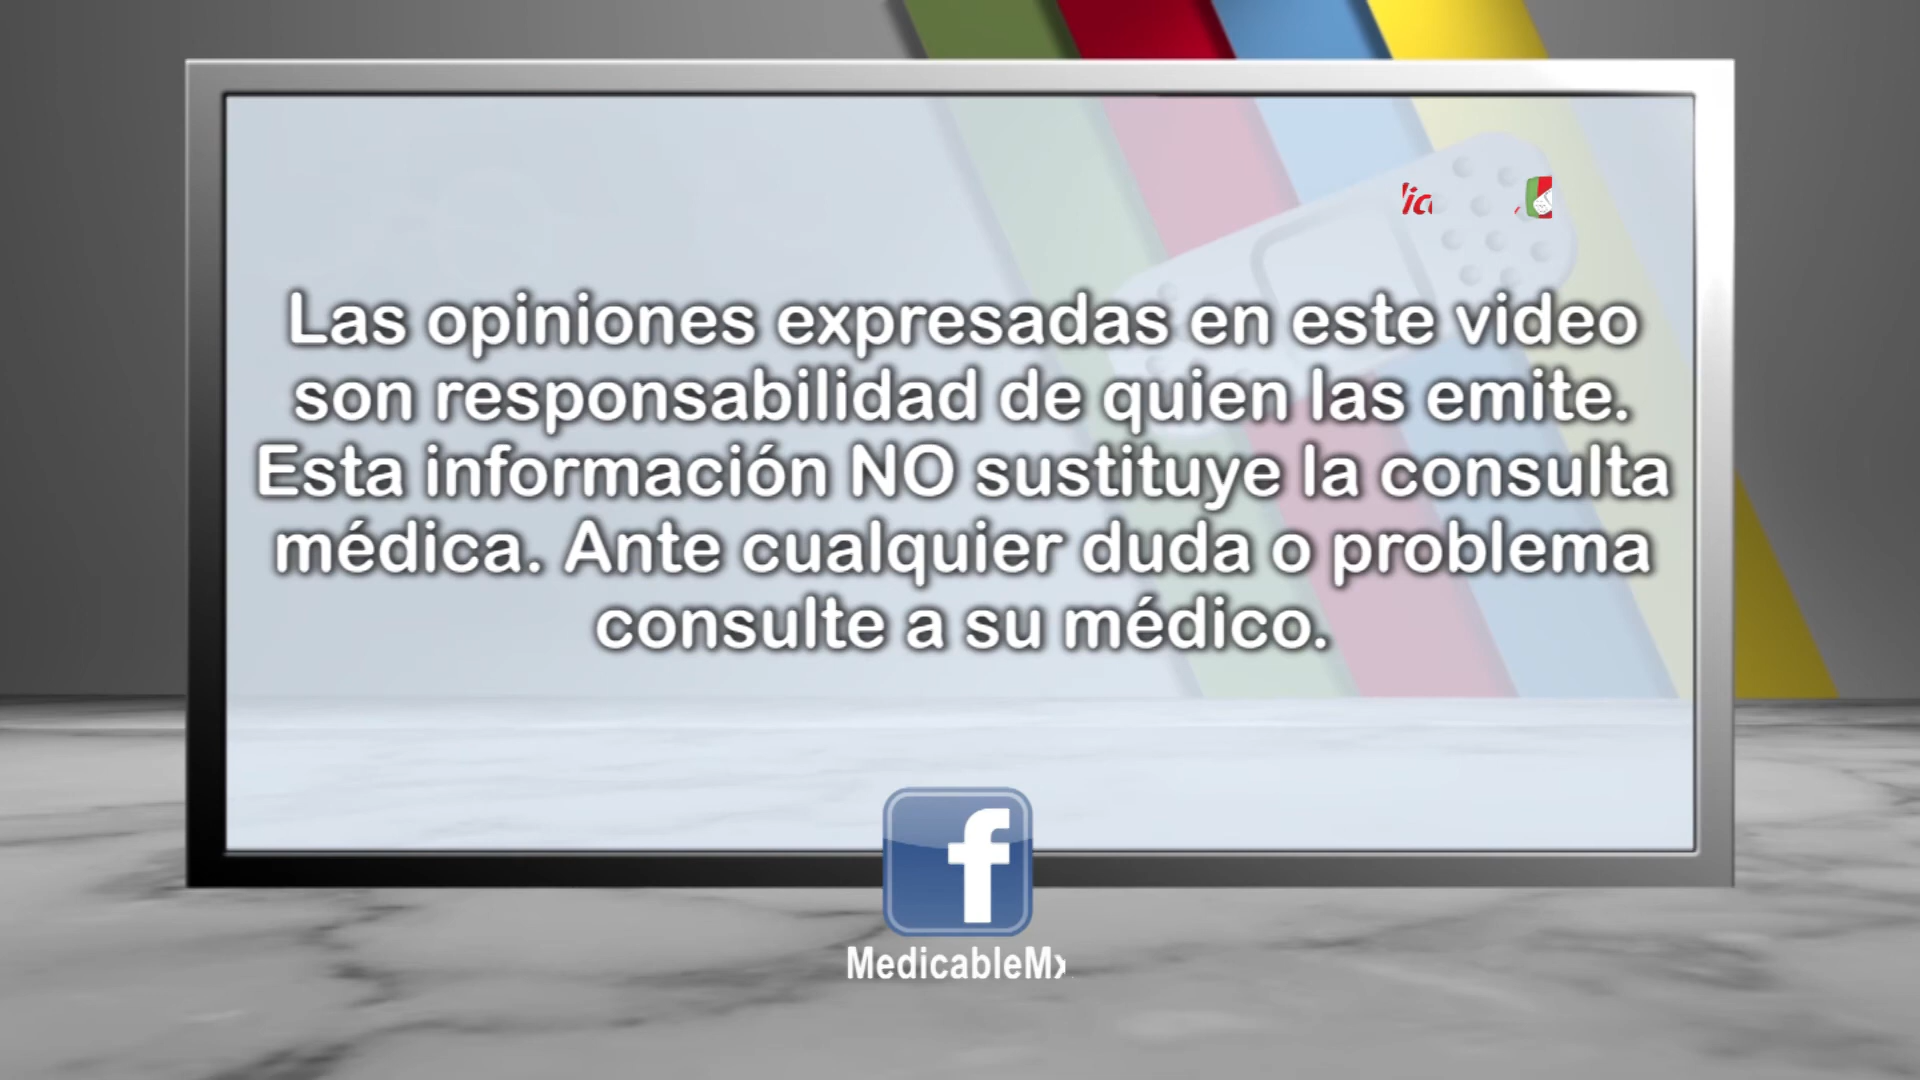 Las opiniones expresadas en este video
son responsabilidad de quien las emite.
Esta información NO sustituye la consulta
médica. Ante cualquier duda o problema
consulte a su médico.
MedicableMx